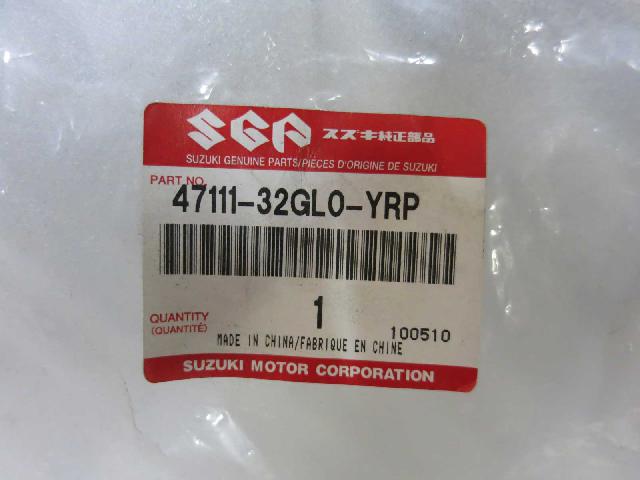 SGP スズキ純正部品
SUZUKI GENUINE PARTS/PIECES D'ORIGINE DE SUZUKI
PART NO.
47111-32GL0-YRP
QUANTITY 1
(QUANTITÉ) 100510
MADE IN CHINA/FABRIQUE EN CHINE
SUZUKI MOTOR CORPORATION